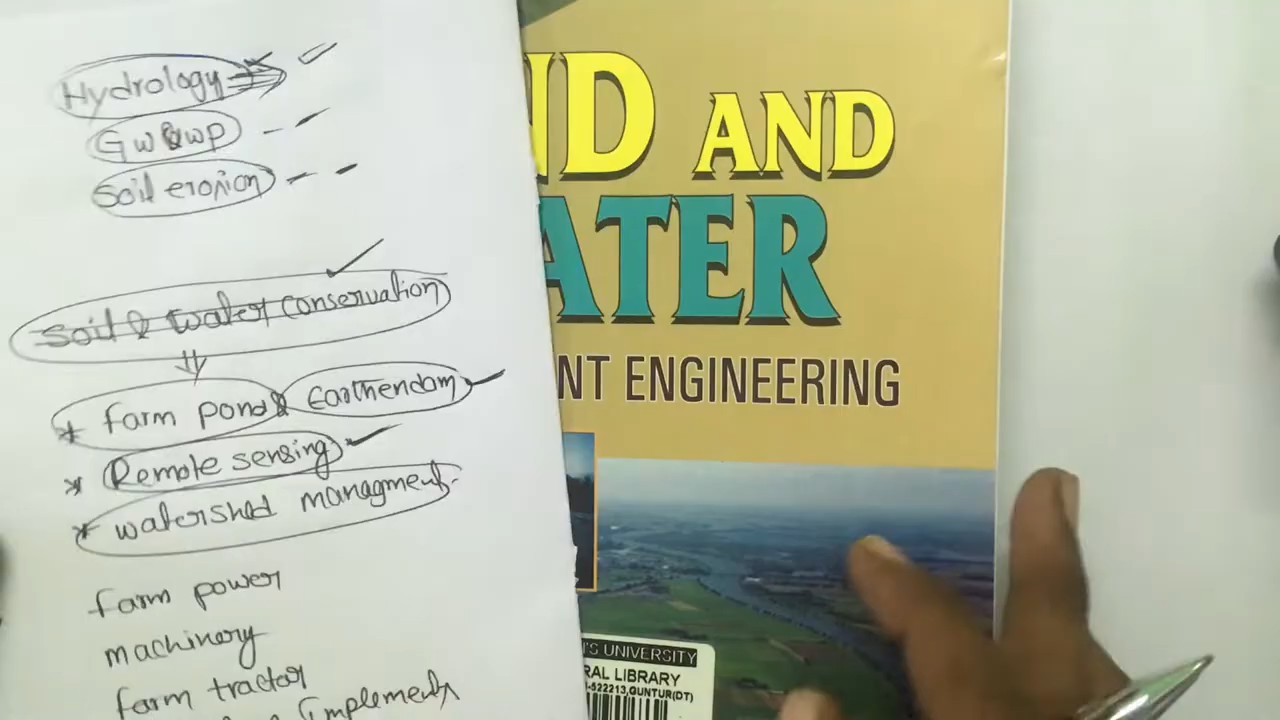 Hydrology
GW & WP
Soil erosion
Soil & water conservation
* farm pond & Earthendam
* Remote sensing
* watershed managment
farm power
machinery
farm tractor
Implements
ND AND
ATER
NT ENGINEERING
'S UNIVERSITY
RAL LIBRARY
-522213,GUNTUR(DT)